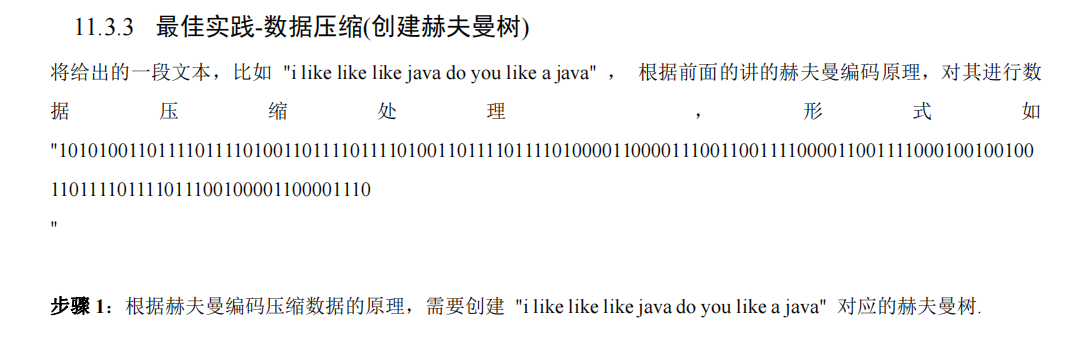 11.3.3 最佳实践-数据压缩(创建赫夫曼树)
将给出的一段文本，比如 "i like like like java do you like a java" ， 根据前面的讲的赫夫曼编码原理，对其进行数
据压缩处理，形式如
"1010100110111101111010011011110111101001101111011110100001100001110011001111000011001111000100100100
110111101111011100100001100001110
"
步骤 1：根据赫夫曼编码压缩数据的原理，需要创建 "i like like like java do you like a java" 对应的赫夫曼树.